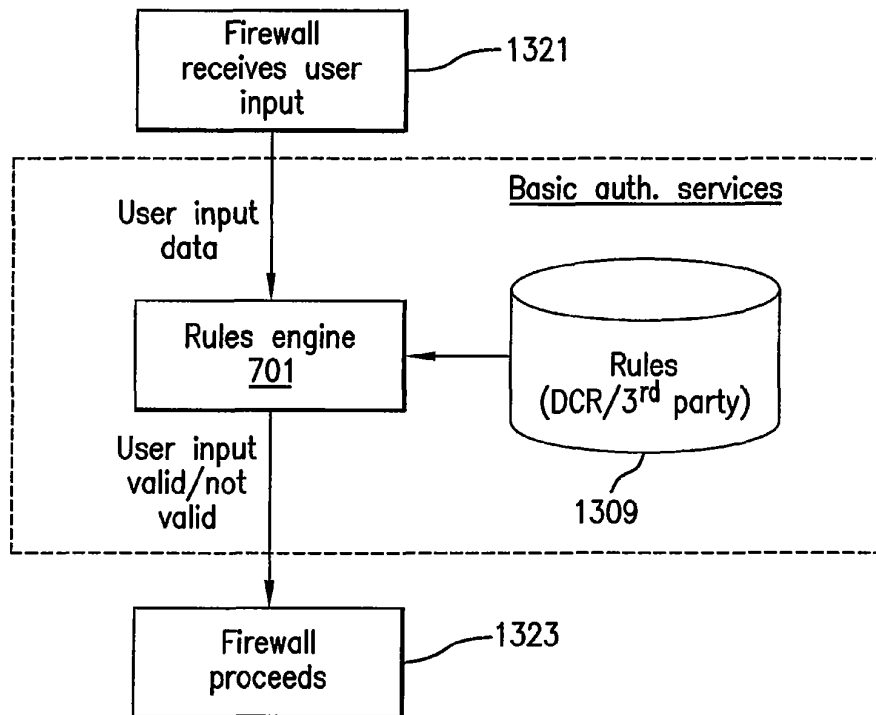 Firewall
receives user
input
1321
Basic auth. services
User input
data
Rules engine
701
Rules
(DCR/3rd party)
User input
valid/not
valid
1309
Firewall
proceeds
1323